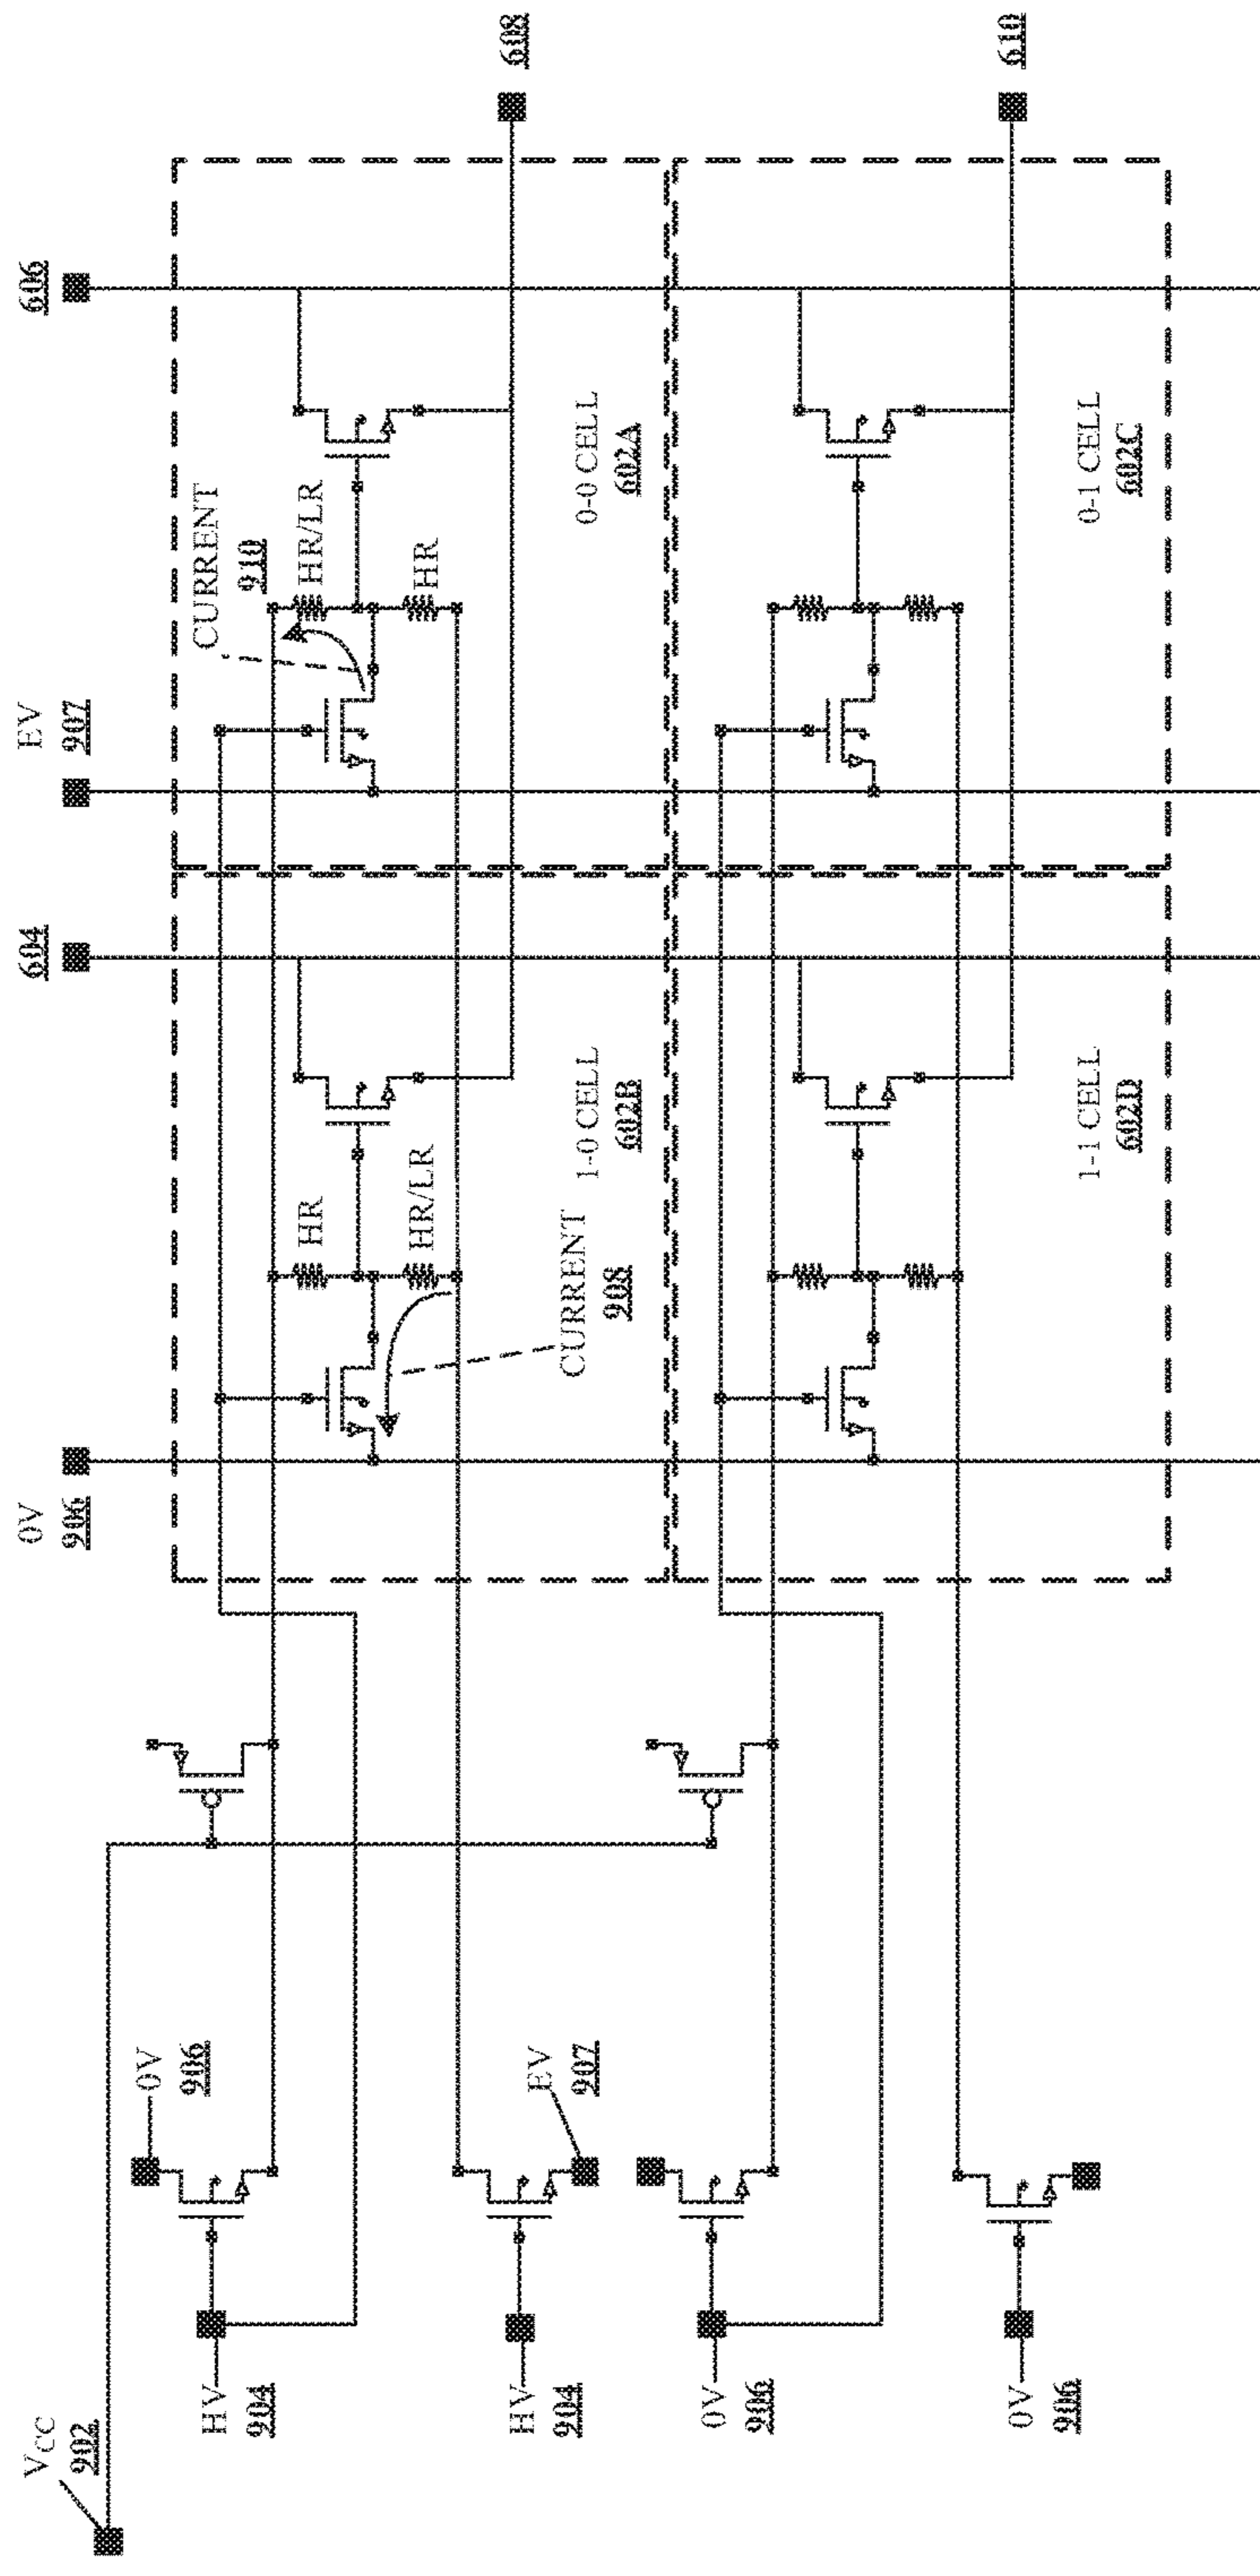 608
610
606
CURRENT
910
HR/LR
HR
0-0 CELL
602A
0-1 CELL
602C
EV
907
604
HR
HR/LR
1-0 CELL
602B
CURRENT
908
1-1 CELL
602D
0V
906
0V
906
EV
907
HV
904
HV
904
0V
906
0V
906
VCC
902